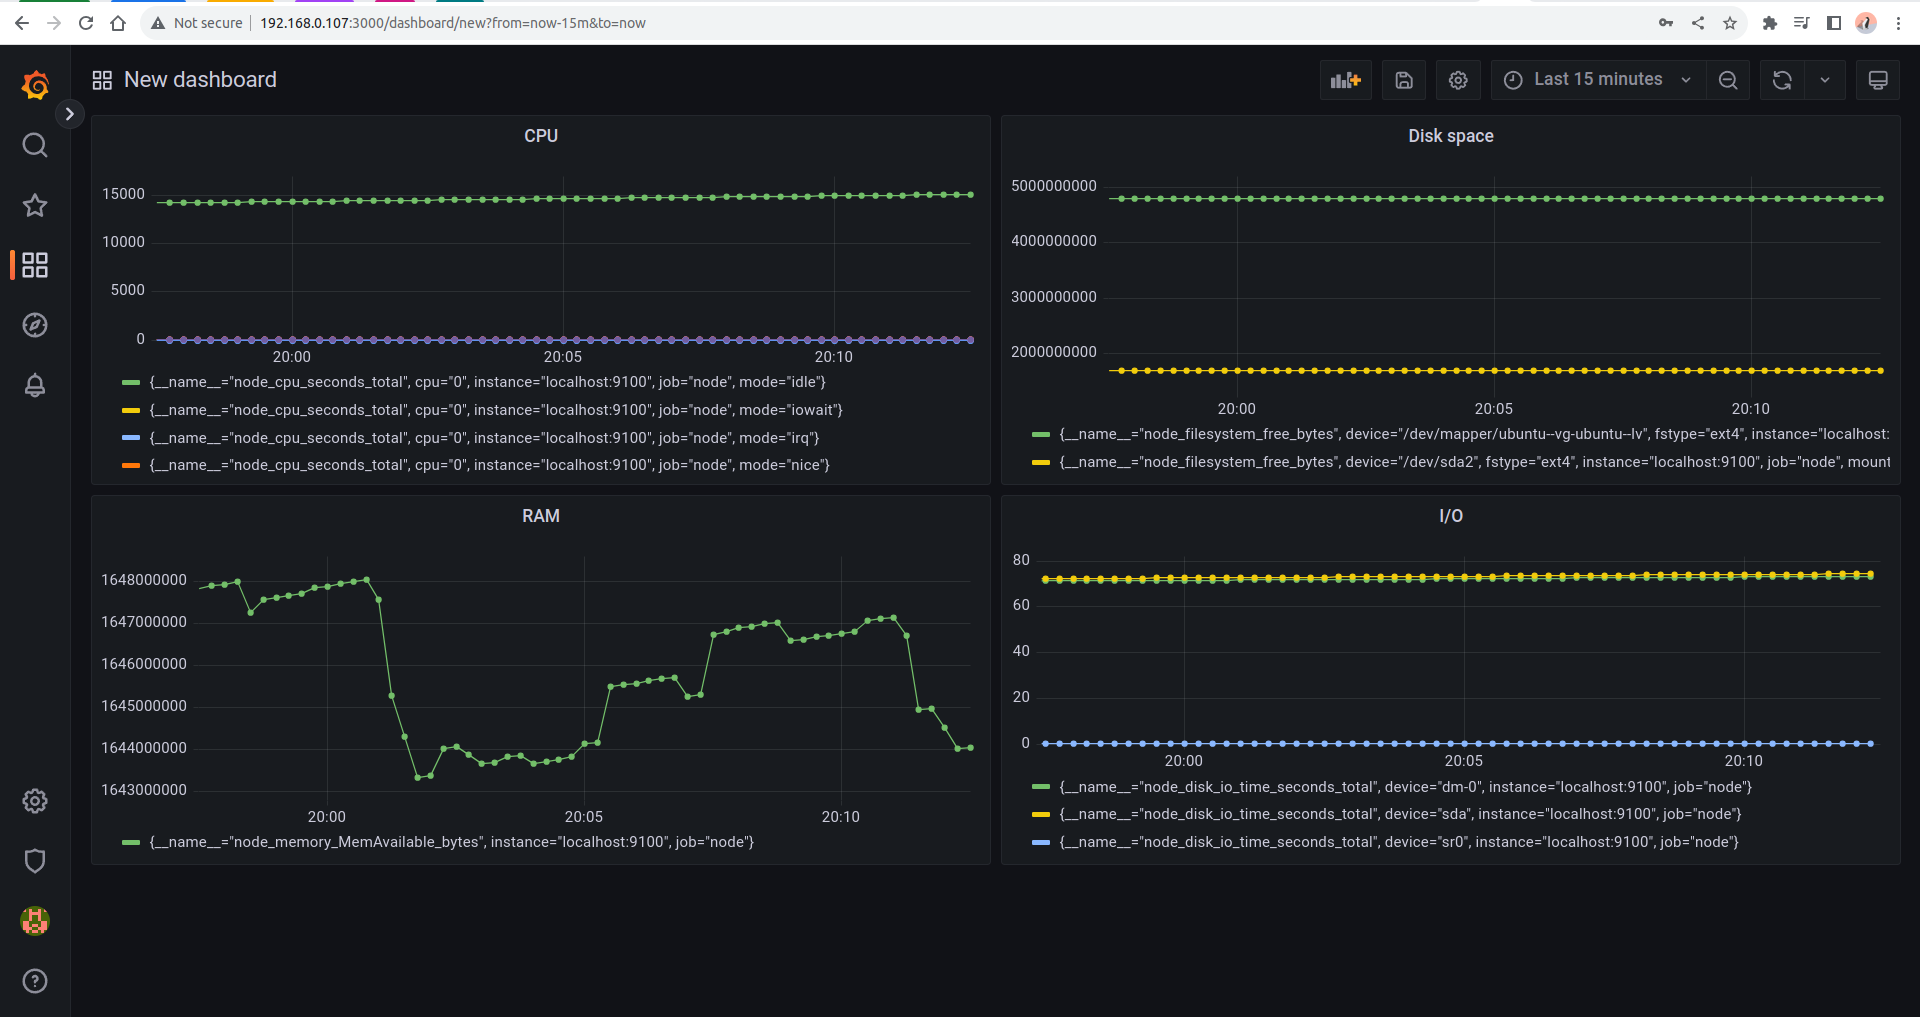 Not secure
192.168.0.107:3000/dashboard/new?from=now-15m&to=now
New dashboard
Last 15 minutes
CPU
15000
10000
5000
0
20:00 20:05 20:10
{__name__="node_cpu_seconds_total", cpu="0", instance="localhost:9100", job="node", mode="idle"}
{__name__="node_cpu_seconds_total", cpu="0", instance="localhost:9100", job="node", mode="iowait"}
{__name__="node_cpu_seconds_total", cpu="0", instance="localhost:9100", job="node", mode="irq"}
{__name__="node_cpu_seconds_total", cpu="0", instance="localhost:9100", job="node", mode="nice"}
Disk space
5000000000
4000000000
3000000000
2000000000
20:00 20:05 20:10
{__name__="node_filesystem_free_bytes", device="/dev/mapper/ubuntu--vg-ubuntu--lv", fstype="ext4", instance="localhost:
{__name__="node_filesystem_free_bytes", device="/dev/sda2", fstype="ext4", instance="localhost:9100", job="node", mount
RAM
1648000000
1647000000
1646000000
1645000000
1644000000
1643000000
20:00 20:05 20:10
{__name__="node_memory_MemAvailable_bytes", instance="localhost:9100", job="node"}
I/O
80
60
40
20
0
20:00 20:05 20:10
{__name__="node_disk_io_time_seconds_total", device="dm-0", instance="localhost:9100", job="node"}
{__name__="node_disk_io_time_seconds_total", device="sda", instance="localhost:9100", job="node"}
{__name__="node_disk_io_time_seconds_total", device="sr0", instance="localhost:9100", job="node"}